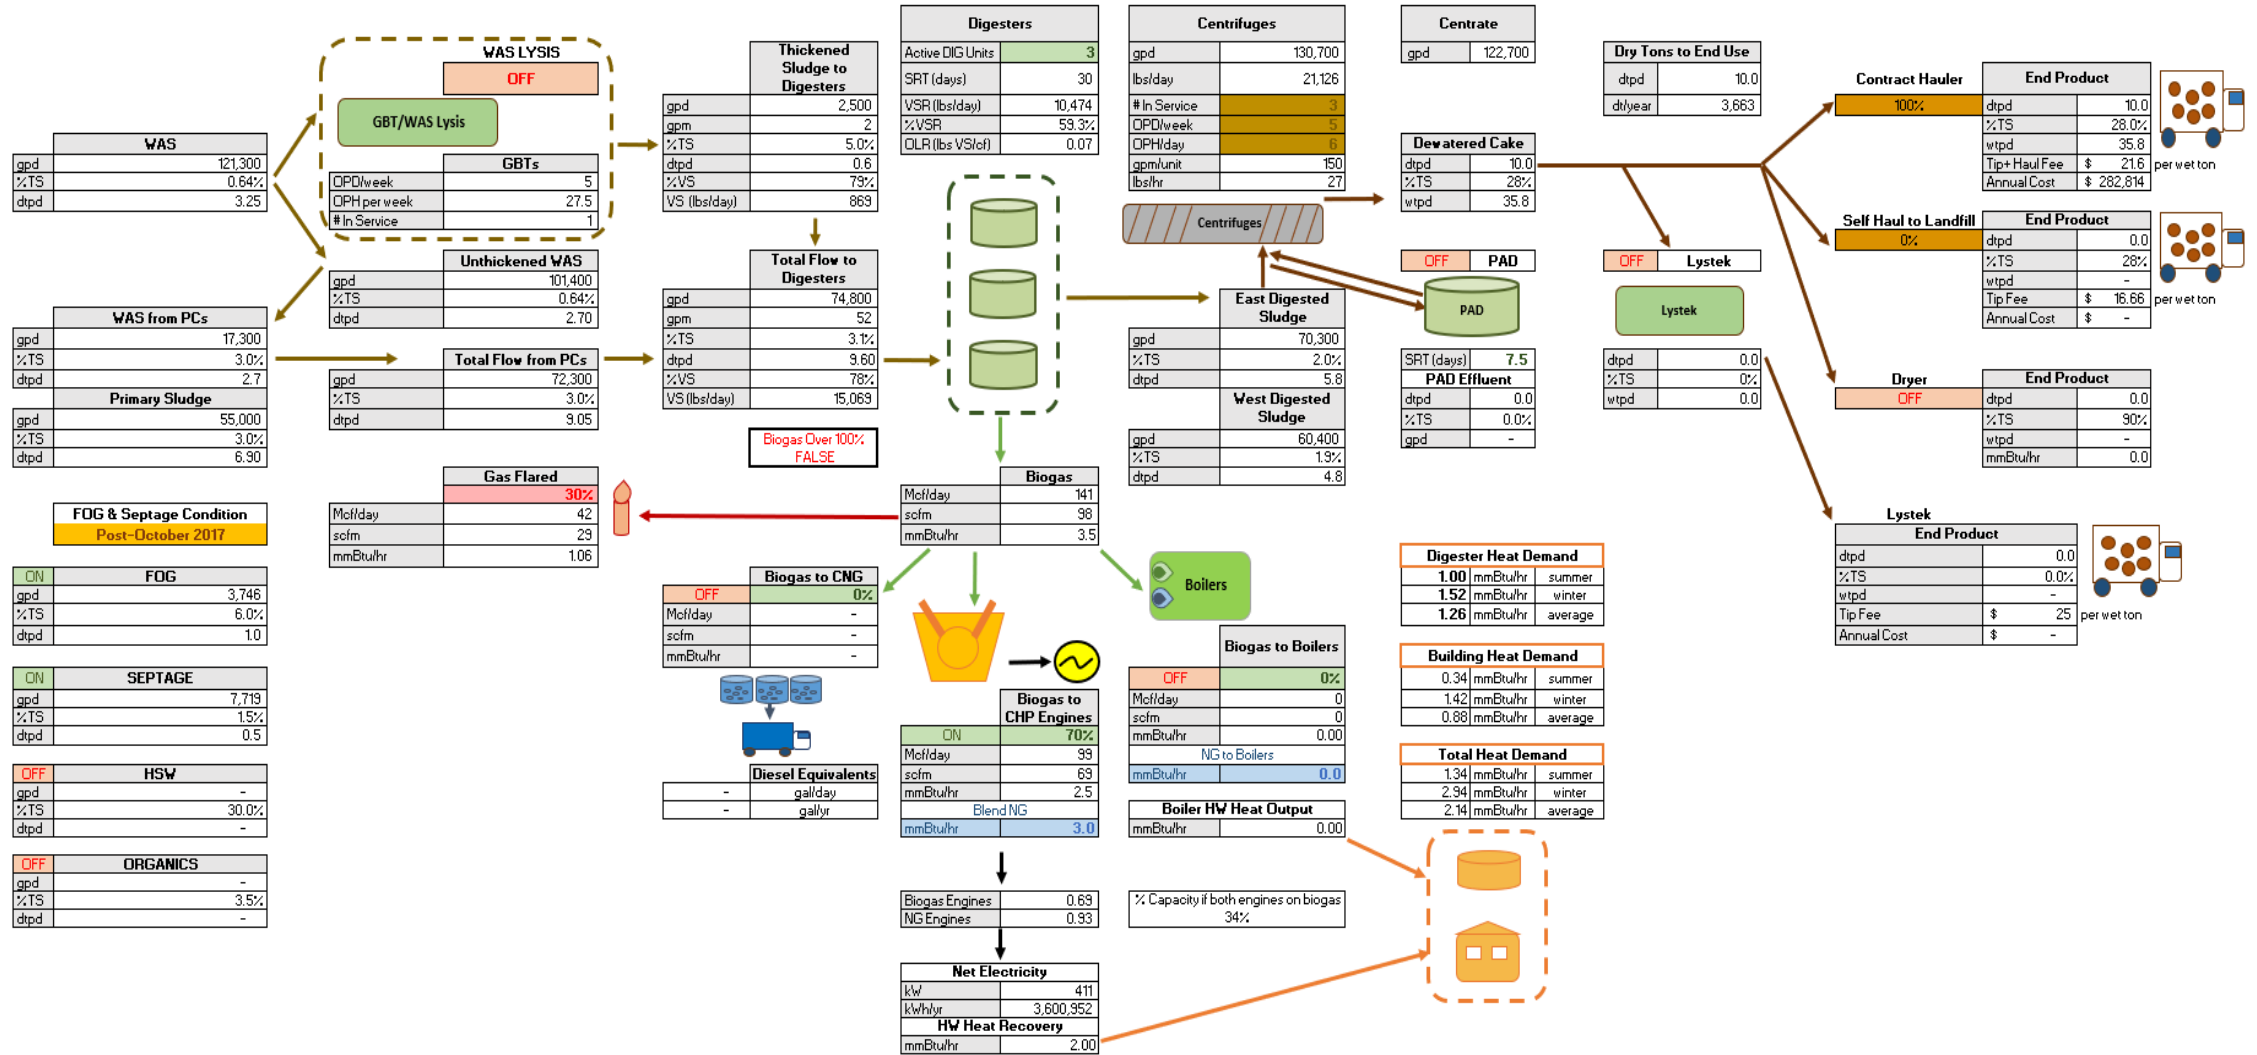 WAS
gpd 121,300
%TS 0.64%
dtpd 3.25
WAS LYSIS
OFF
GBT/WAS Lysis
GBTs
OPD/week 5
OPH per week 27.5
# In Service 1
Unthickened WAS
gpd 101,400
%TS 0.64%
dtpd 2.70
WAS from PCs
gpd 17,300
%TS 3.0%
dtpd 2.7
Primary Sludge
gpd 55,000
%TS 3.0%
dtpd 6.90
Total Flow from PCs
gpd 72,300
%TS 3.0%
dtpd 9.05
FOG & Septage Condition
Post-October 2017
ON FOG
gpd 3,746
%TS 6.0%
dtpd 1.0
ON SEPTAGE
gpd 7,719
%TS 1.5%
dtpd 0.5
OFF HSW
gpd -
%TS 30.0%
dtpd -
OFF ORGANICS
gpd -
%TS 3.5%
dtpd -
Gas Flared
30%
Mcf/day 42
scfm 29
mmBtu/hr 1.06
Thickened
Sludge to
Digesters
gpd 2,500
gpm 2
%TS 5.0%
dtpd 0.6
%VS 79%
VS (lbs/day) 869
Total Flow to
Digesters
gpd 74,800
gpm 52
%TS 3.1%
dtpd 9.60
%VS 78%
VS (lbs/day) 15,069
Biogas Over 100%
FALSE
Biogas to CNG
OFF 0%
Mcf/day -
scfm -
mmBtu/hr -
Diesel Equivalents
- gal/day
- gal/yr
Digesters
Active DIG Units 3
SRT (days) 30
VSR (lbs/day) 10,474
%VSR 59.3%
OLR (lbs VS/cf) 0.07
Biogas
Mcf/day 141
scfm 98
mmBtu/hr 3.5
Biogas to
CHP Engines
ON 70%
Mcf/day 99
scfm 69
mmBtu/hr 2.5
Blend NG
mmBtu/hr 3.0
Biogas Engines 0.69
NG Engines 0.93
Net Electricity
kW 411
kWh/yr 3,600,952
HW Heat Recovery
mmBtu/hr 2.00
Centrifuges
gpd 130,700
lbs/day 21,126
# In Service 3
OPD/week 5
OPH/day 6
gpm/unit 150
lbs/hr 27
Centrifuges
East Digested
Sludge
gpd 70,300
%TS 2.0%
dtpd 5.8
West Digested
Sludge
gpd 60,400
%TS 1.9%
dtpd 4.8
Boilers
Biogas to Boilers
OFF 0%
Mcf/day 0
scfm 0
mmBtu/hr 0.00
NG to Boilers
mmBtu/hr 0.0
Boiler HW Heat Output
mmBtu/hr 0.00
% Capacity if both engines on biogas
34%
Centrate
gpd 122,700
Dewatered Cake
dtpd 10.0
%TS 28%
wtpd 35.8
OFF PAD
PAD
SRT (days) 7.5
PAD Effluent
dtpd 0.0
%TS 0.0%
gpd -
Digester Heat Demand
1.00 mmBtu/hr summer
1.52 mmBtu/hr winter
1.26 mmBtu/hr average
Building Heat Demand
0.34 mmBtu/hr summer
1.42 mmBtu/hr winter
0.88 mmBtu/hr average
Total Heat Demand
1.34 mmBtu/hr summer
2.94 mmBtu/hr winter
2.14 mmBtu/hr average
Dry Tons to End Use
dtpd 10.0
dt/year 3,663
OFF Lystek
Lystek
dtpd 0.0
%TS 0%
wtpd 0.0
Contract Hauler
100%
End Product
dtpd 10.0
%TS 28.0%
wtpd 35.8
Tip+Haul Fee $ 21.6 per wet ton
Annual Cost $ 282,814
Self Haul to Landfill
0%
End Product
dtpd 0.0
%TS 28%
wtpd -
Tip Fee $ 16.66 per wet ton
Annual Cost $ -
Dryer
OFF
End Product
dtpd 0.0
%TS 90%
wtpd -
mmBtu/hr 0.0
Lystek
End Product
dtpd 0.0
%TS 0.0%
wtpd -
Tip Fee $ 25 per wet ton
Annual Cost $ -